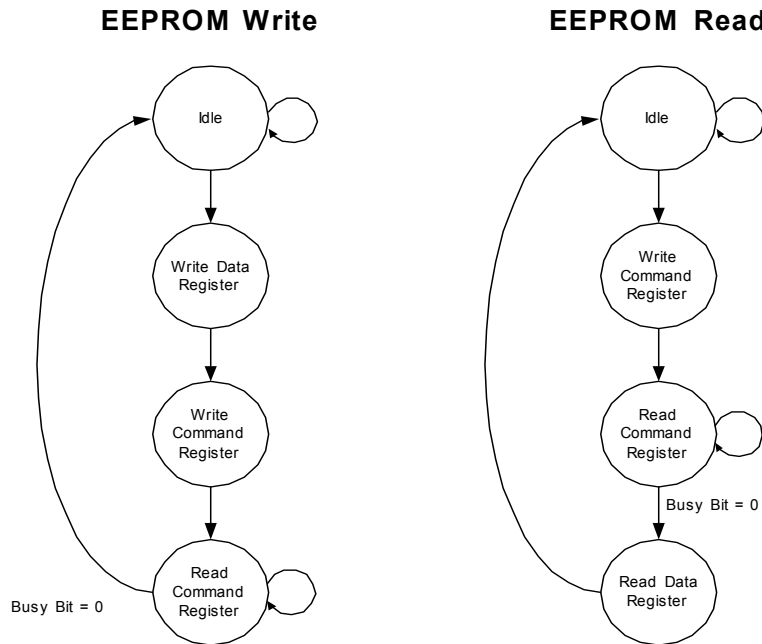 EEPROM Write
Idle
Write Data
Register
Write
Command
Register
Read
Command
Register
Busy Bit = 0
EEPROM Read
Idle
Write
Command
Register
Read
Command
Register
Busy Bit = 0
Read Data
Register